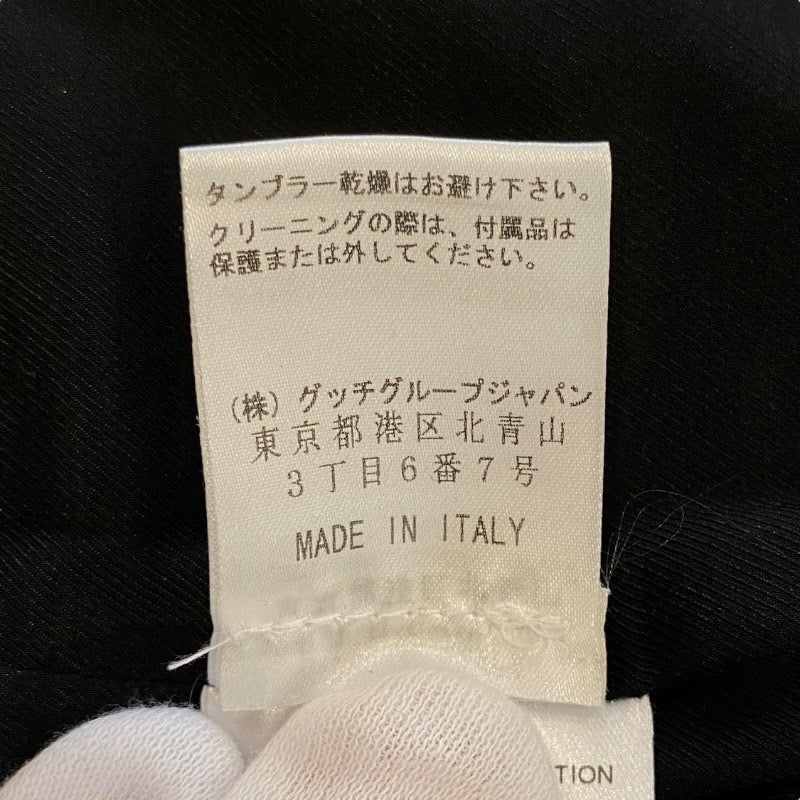 タンブラー乾燥はお避け下さい。
クリーニングの際は、付属品は
保護または外してください。
（株）グッチグループジャパン
東京都港区北青山
3丁目6番7号
MADE IN ITALY
TION